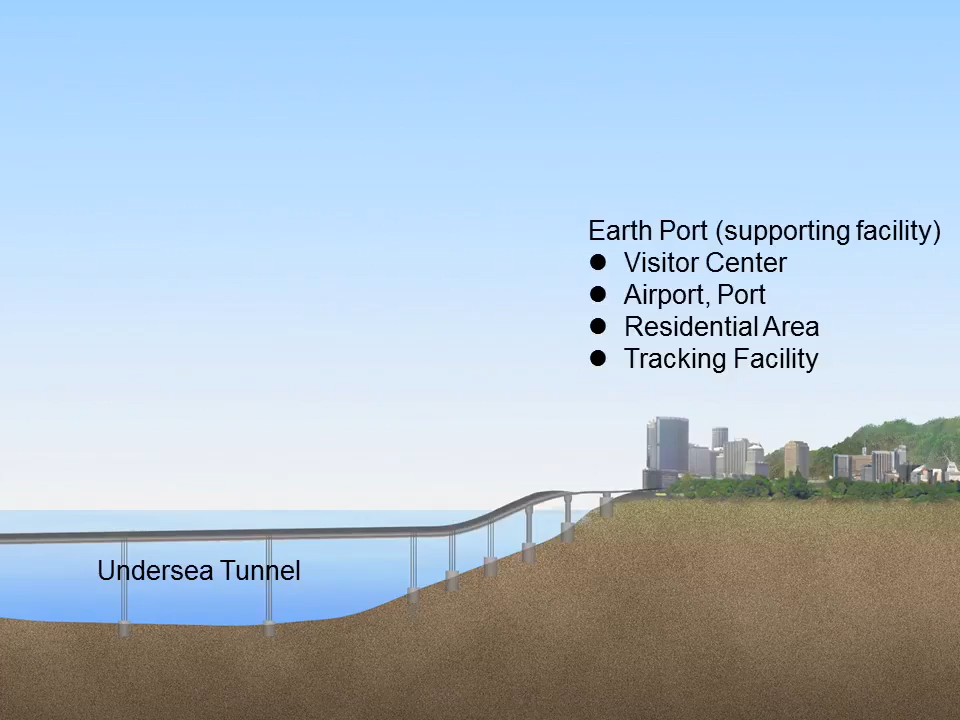 Earth Port (supporting facility)
● Visitor Center
● Airport, Port
● Residential Area
● Tracking Facility
Undersea Tunnel